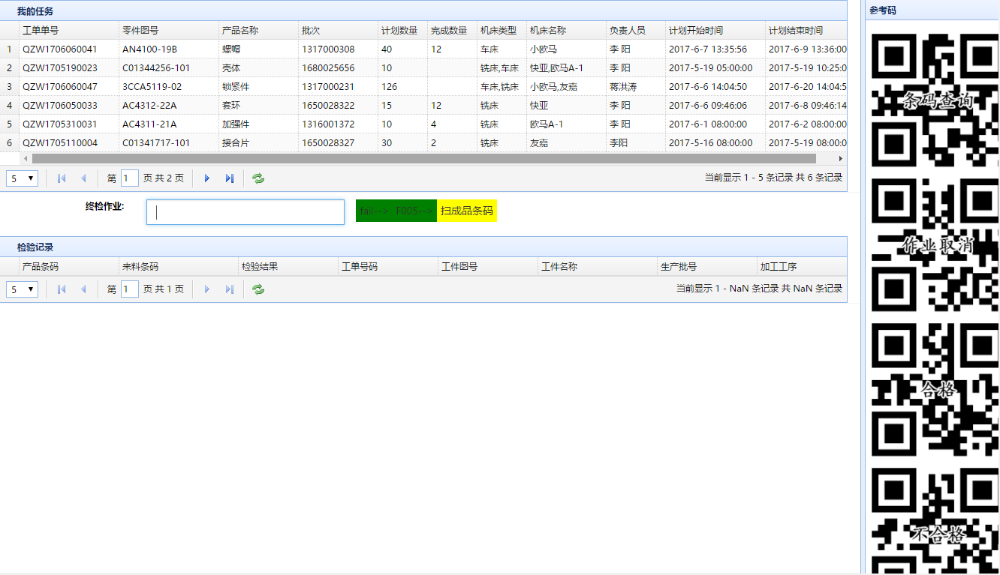 我的任务
工单单号 零件图号 产品名称 批次 计划数量 完成数量 机床类型 机床名称 负责人员 计划开始时间 计划结束时间
1 QZW1706060041 AN4100-19B 螺帽 1317000308 40 12 车床 小欧马 李 阳 2017-6-7 13:35:56 2017-6-9 13:36:00
2 QZW1705190023 C01344256-101 壳体 1680025656 10 铣床,车床 快亚,欧马A-1 李 阳 2017-5-19 05:00:00 2017-5-19 10:25:0
3 QZW1706060047 3CCA5119-02 锁紧件 1317000231 126 车床,铣床 小欧马,友嘉 蒋洪涛 2017-6-6 14:04:50 2017-6-20 14:04:5
4 QZW1706050033 AC4312-22A 套环 1650028322 15 12 铣床 快亚 李 阳 2017-6-6 09:46:06 2017-6-8 09:46:14
5 QZW1705310031 AC4311-21A 加强件 1316001372 10 4 铣床 欧马A-1 李 阳 2017-6-1 08:00:00 2017-6-2 08:00:00
6 QZW1705110004 C01341717-101 接合片 1650028327 30 2 铣床 友嘉 李阳 2017-5-16 08:00:00 2017-5-19 08:00:0
5 第 1 页 共 2 页 当前显示 1 - 5 条记录 共 6 条记录
终检作业: fail--> F005--> 扫成品条码
检验记录
产品条码 来料条码 检验结果 工单号码 工件图号 工件名称 生产批号 加工工序
5 第 1 页 共 1 页 当前显示 1 - NaN 条记录 共 NaN 条记录
参考码
条码查询
作业取消
合格
不合格